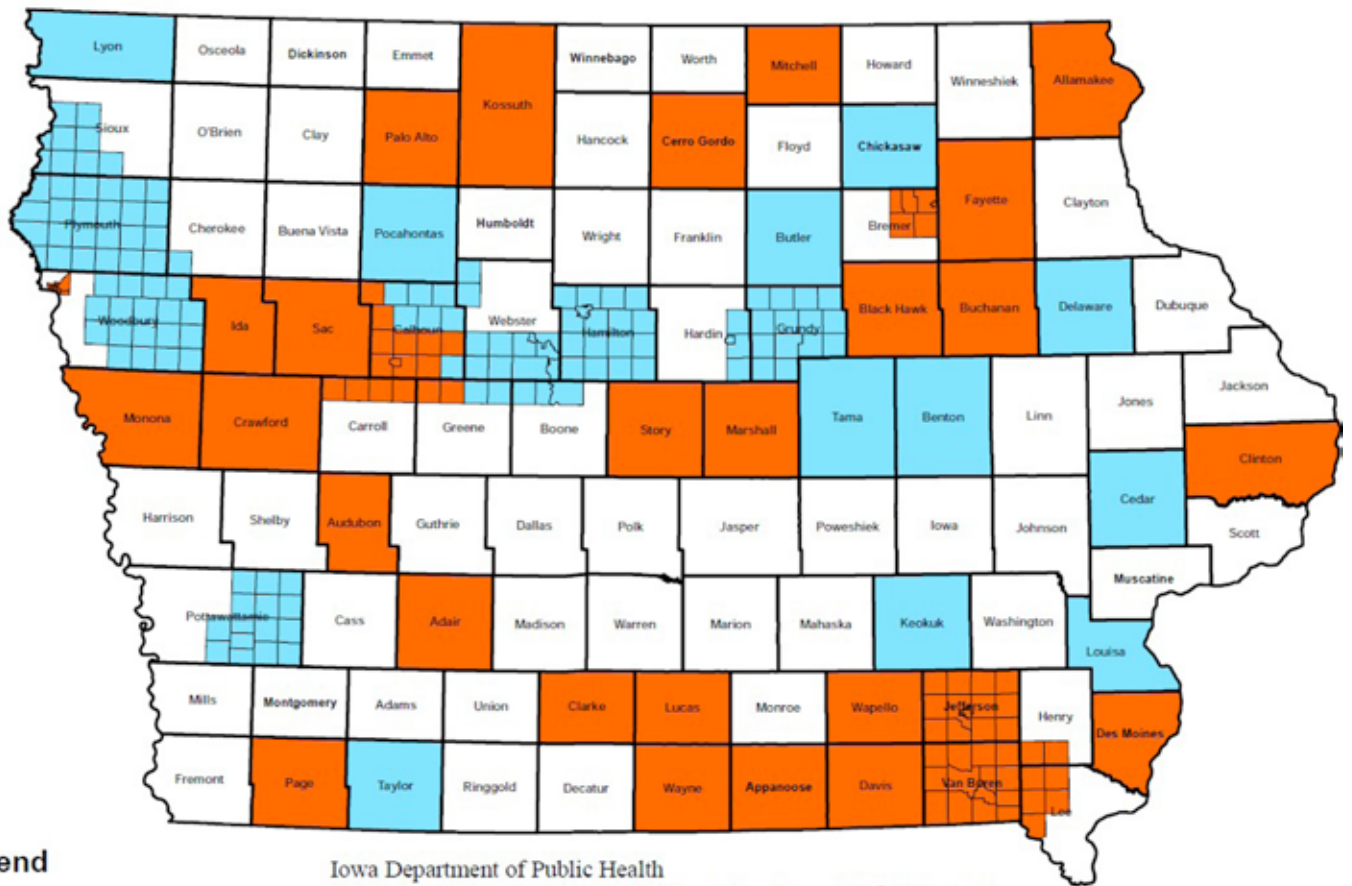 Lyon
Osceola
Dickinson
Emmet
Kossuth
Winnebago
Worth
Mitchell
Howard
Winneshiek
Allamakee
Sioux
O'Brien
Clay
Palo Alto
Hancock
Cerro Gordo
Floyd
Chickasaw
Fayette
Clayton
Plymouth
Cherokee
Buena Vista
Pocahontas
Humboldt
Wright
Franklin
Butler
Bremer
Woodbury
Ida
Sac
Calhoun
Webster
Hamilton
Hardin
Grundy
Black Hawk
Buchanan
Delaware
Dubuque
Monona
Crawford
Carroll
Greene
Boone
Story
Marshall
Tama
Benton
Linn
Jones
Jackson
Clinton
Cedar
Harrison
Shelby
Audubon
Guthrie
Dallas
Polk
Jasper
Poweshiek
Iowa
Johnson
Scott
Muscatine
Pottawattamie
Cass
Adair
Madison
Warren
Marion
Mahaska
Keokuk
Washington
Louisa
Mills
Montgomery
Adams
Union
Clarke
Lucas
Monroe
Wapello
Jefferson
Henry
Des Moines
Fremont
Page
Taylor
Ringgold
Decatur
Wayne
Appanoose
Davis
Van Buren
Lee
end
Iowa Department of Public Health